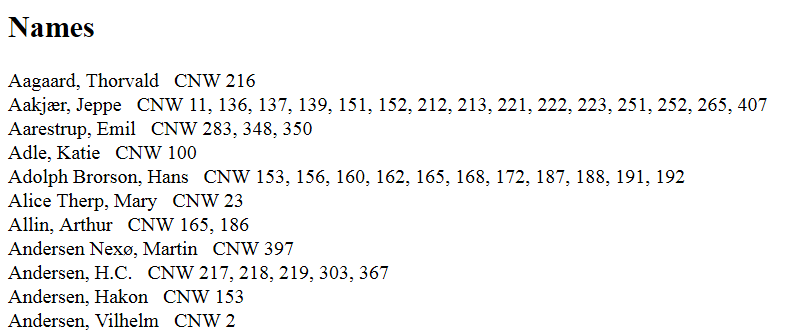 Names
Aagaard, Thorvald CNW 216
Aakjær, Jeppe CNW 11, 136, 137, 139, 151, 152, 212, 213, 221, 222, 223, 251, 252, 265, 407
Aarestrup, Emil CNW 283, 348, 350
Adle, Katie CNW 100
Adolph Brorson, Hans CNW 153, 156, 160, 162, 165, 168, 172, 187, 188, 191, 192
Alice Therp, Mary CNW 23
Allin, Arthur CNW 165, 186
Andersen Nexø, Martin CNW 397
Andersen, H.C. CNW 217, 218, 219, 303, 367
Andersen, Hakon CNW 153
Andersen, Vilhelm CNW 2